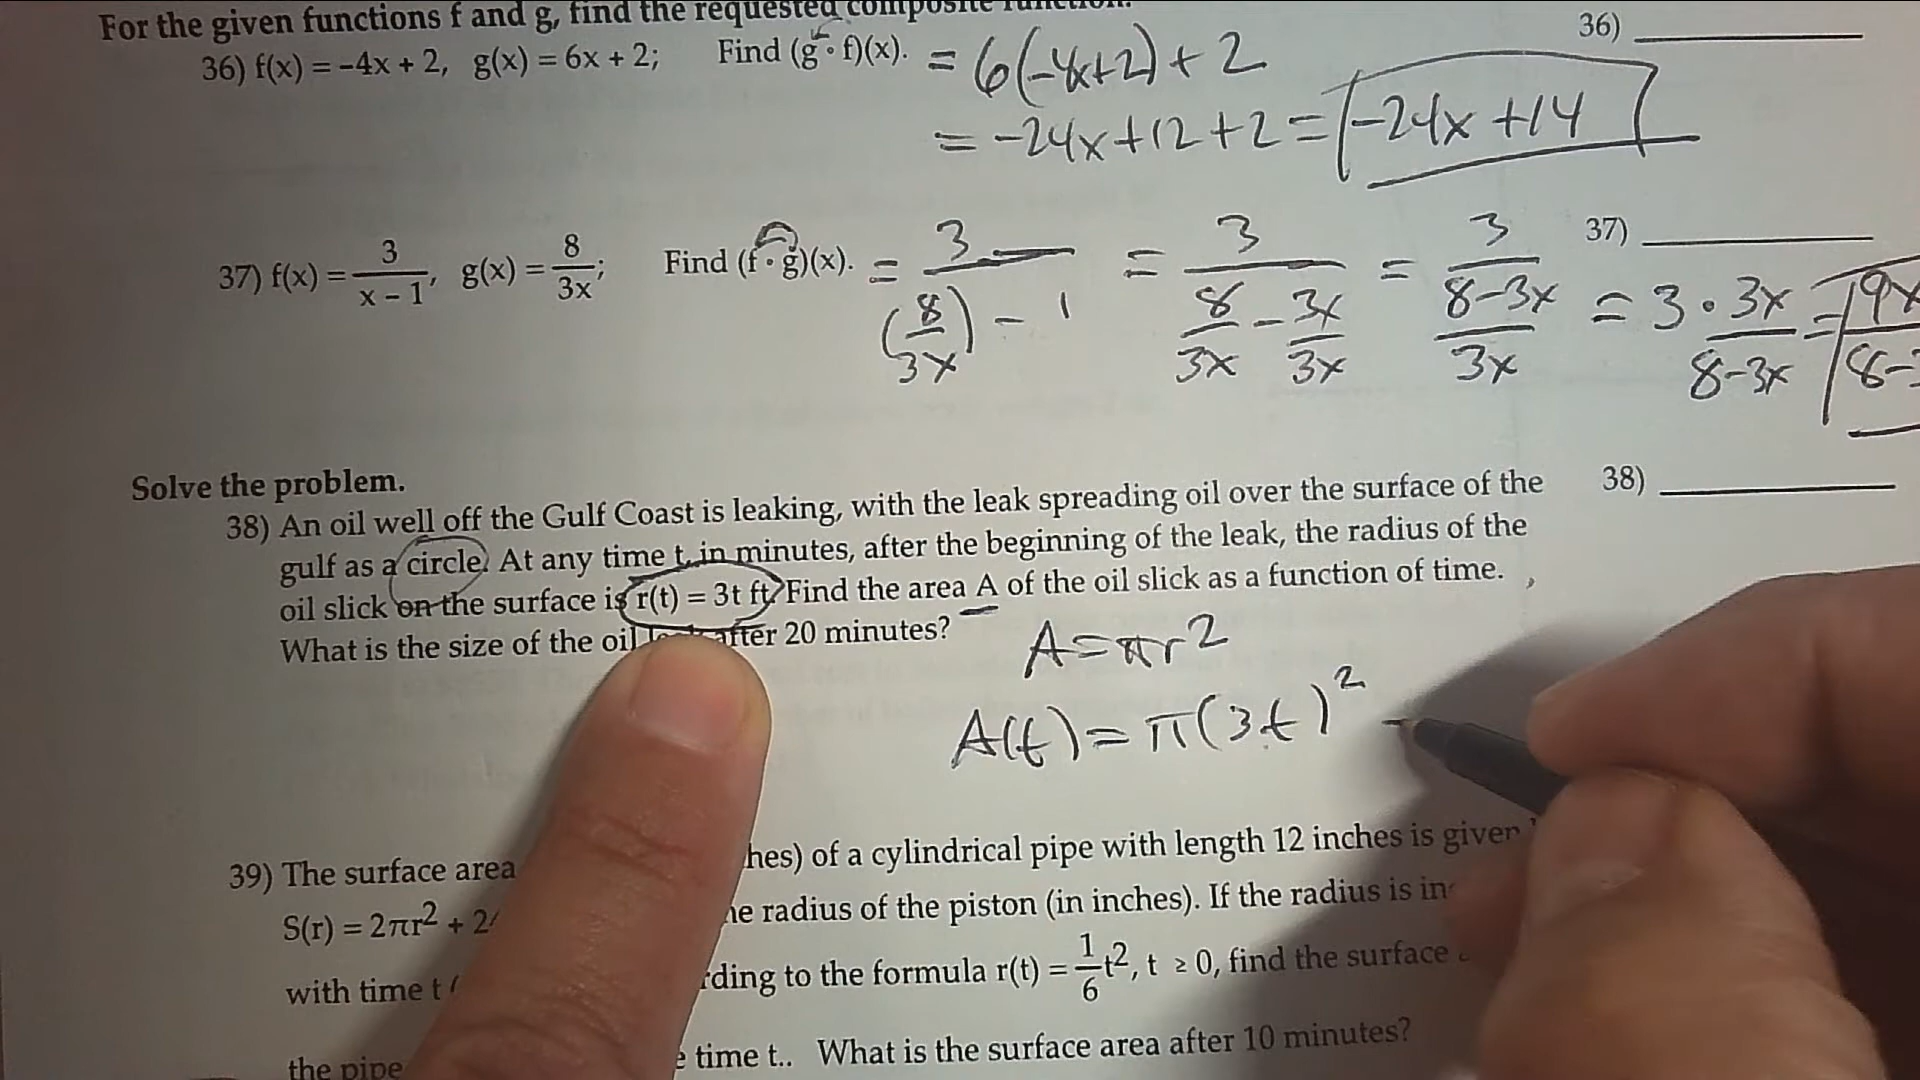 For the given functions f and g, find the requested composite function.
36) f(x) = −4x + 2, g(x) = 6x + 2; Find (g ∘ f)(x). = 6(-4x+2) + 2 36)
= -24x+12+2 = -24x+14
37) f(x) = 3/(x − 1), g(x) = 8/(3x); Find (f ∘ g)(x). = 3/((8/3x) - 1) = 3/(8/3x - 3x/3x) = 3/((8-3x)/3x) 37)
= 3 · 3x/(8-3x) = 9x/8-
Solve the problem.
38) An oil well off the Gulf Coast is leaking, with the leak spreading oil over the surface of the 38)
gulf as a circle. At any time t, in minutes, after the beginning of the leak, the radius of the
oil slick on the surface is r(t) = 3t ft. Find the area A of the oil slick as a function of time.
What is the size of the oil after 20 minutes?
A=πr²
A(t)=π(3t)²
39) The surface area hes) of a cylindrical pipe with length 12 inches is given
S(r) = 2πr² + 2 radius of the piston (in inches). If the radius is
with time t rding to the formula r(t) = 1/6 t², t ≥ 0, find the surface
the pipe time t.. What is the surface area after 10 minutes?